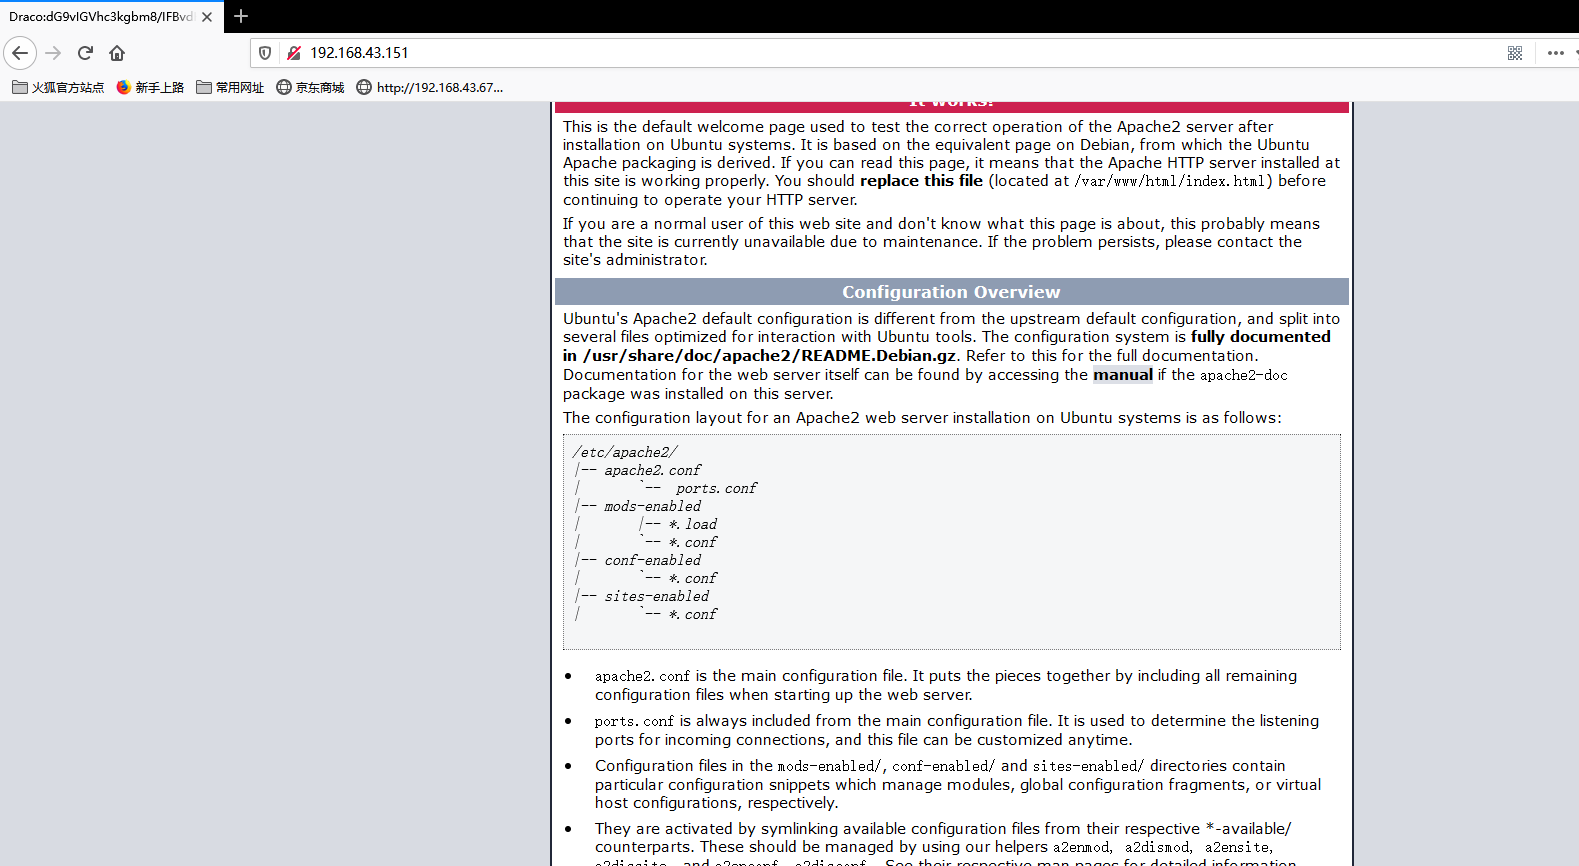 Draco:dG9vIGVhc3kgbm8/IFBvd
192.168.43.151
火狐官方站点 新手上路 常用网址 京东商城 http://192.168.43.67...
It works!
This is the default welcome page used to test the correct operation of the Apache2 server after
installation on Ubuntu systems. It is based on the equivalent page on Debian, from which the Ubuntu
Apache packaging is derived. If you can read this page, it means that the Apache HTTP server installed at
this site is working properly. You should replace this file (located at /var/www/html/index.html) before
continuing to operate your HTTP server.
If you are a normal user of this web site and don't know what this page is about, this probably means
that the site is currently unavailable due to maintenance. If the problem persists, please contact the
site's administrator.
Configuration Overview
Ubuntu's Apache2 default configuration is different from the upstream default configuration, and split into
several files optimized for interaction with Ubuntu tools. The configuration system is fully documented
in /usr/share/doc/apache2/README.Debian.gz. Refer to this for the full documentation.
Documentation for the web server itself can be found by accessing the manual if the apache2-doc
package was installed on this server.
The configuration layout for an Apache2 web server installation on Ubuntu systems is as follows:
/etc/apache2/
|-- apache2.conf
|       `--  ports.conf
|-- mods-enabled
|       |-- *.load
|       `-- *.conf
|-- conf-enabled
|       `-- *.conf
|-- sites-enabled
|       `-- *.conf
• apache2.conf is the main configuration file. It puts the pieces together by including all remaining
configuration files when starting up the web server.
• ports.conf is always included from the main configuration file. It is used to determine the listening
ports for incoming connections, and this file can be customized anytime.
• Configuration files in the mods-enabled/, conf-enabled/ and sites-enabled/ directories contain
particular configuration snippets which manage modules, global configuration fragments, or virtual
host configurations, respectively.
• They are activated by symlinking available configuration files from their respective *-available/
counterparts. These should be managed by using our helpers a2enmod, a2dismod, a2ensite,
a2dissite, and a2enconf, a2disconf . See their respective man pages for detailed information.